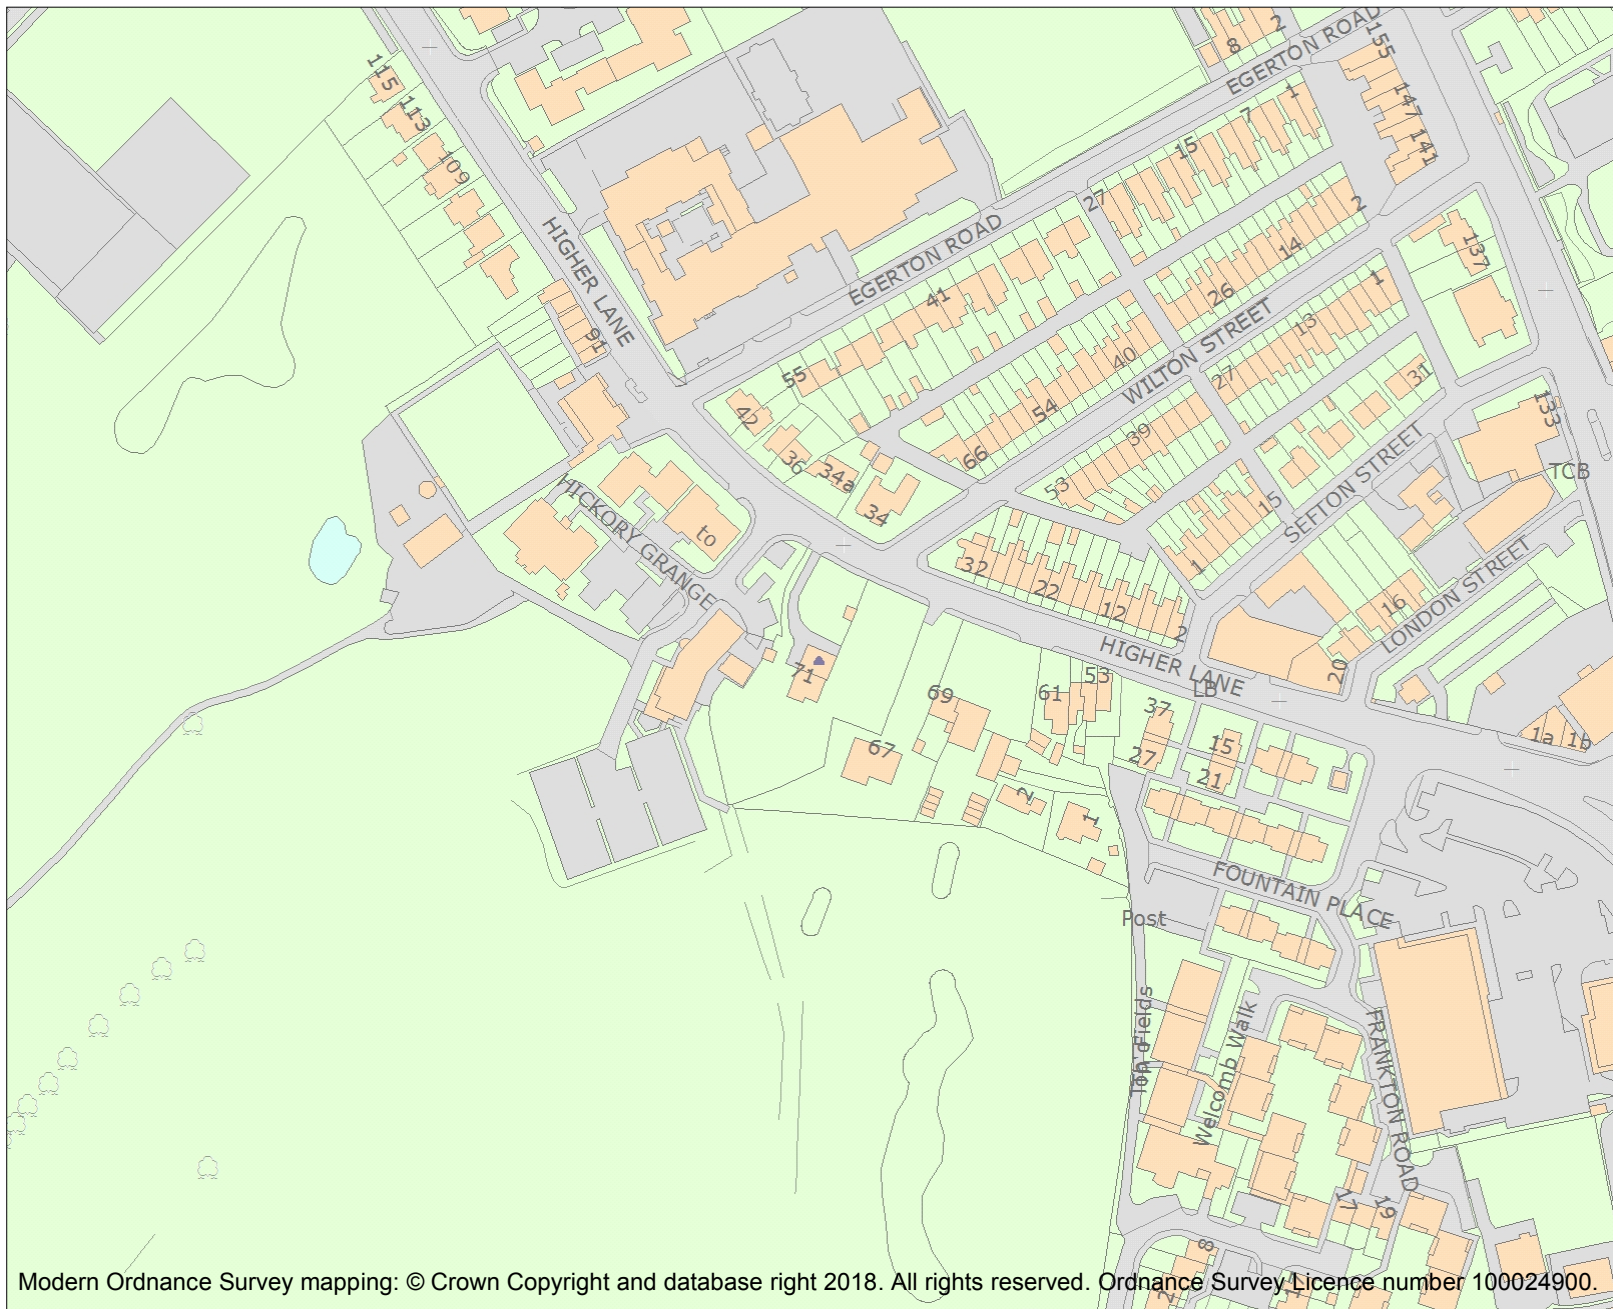 EGERTON ROAD
2
8
155
115
113
109
147
141
1
7
15
27
HIGHER LANE
EGERTON ROAD
2
14
26
137
41
91
1
13
WILTON STREET
40
27
31
55
42
54
36
34a
66
39
53
133
TCB
SEFTON STREET
34
15
HICKORY GRANGE
to
1
LONDON STREET
32
22
12
2
16
HIGHER LANE
20
71
69
61
53
LB
37
27
15
21
1a
1b
67
2
1
FOUNTAIN PLACE
Post
Top Fields
Welcomb Walk
FRANKTON ROAD
17
19
8
Modern Ordnance Survey mapping: © Crown Copyright and database right 2018. All rights reserved. Ordnance Survey Licence number 100024900.